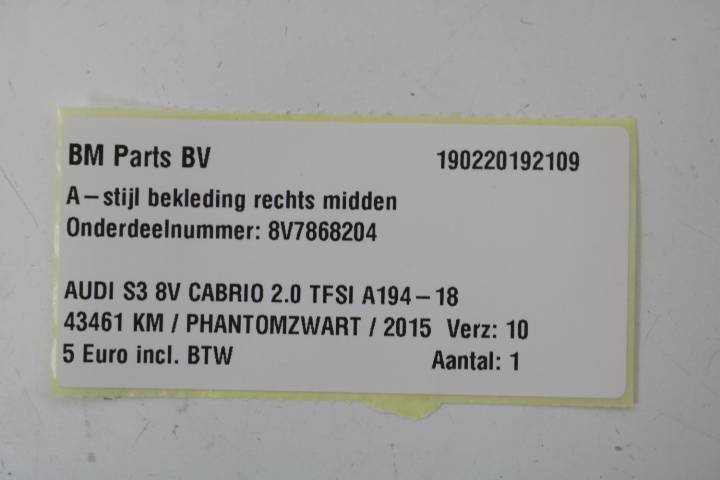 BM Parts BV 190220192109
A-stijl bekleding rechts midden
Onderdeelnummer: 8V7868204
AUDI S3 8V CABRIO 2.0 TFSI A194-18
43461 KM / PHANTOMZWART / 2015 Verz: 10
5 Euro incl. BTW Aantal: 1